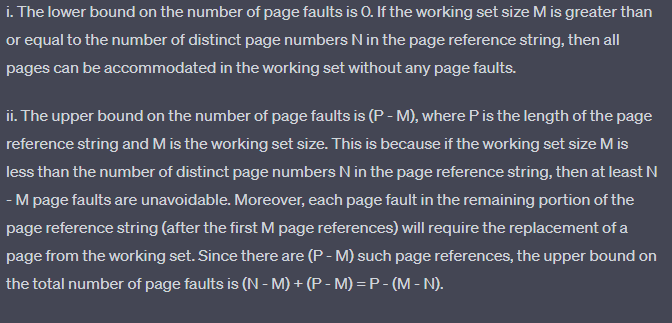 i. The lower bound on the number of page faults is 0. If the working set size M is greater than
or equal to the number of distinct page numbers N in the page reference string, then all
pages can be accommodated in the working set without any page faults.
ii. The upper bound on the number of page faults is (P - M), where P is the length of the page
reference string and M is the working set size. This is because if the working set size M is
less than the number of distinct page numbers N in the page reference string, then at least N
- M page faults are unavoidable. Moreover, each page fault in the remaining portion of the
page reference string (after the first M page references) will require the replacement of a
page from the working set. Since there are (P - M) such page references, the upper bound on
the total number of page faults is (N - M) + (P - M) = P - (M - N).